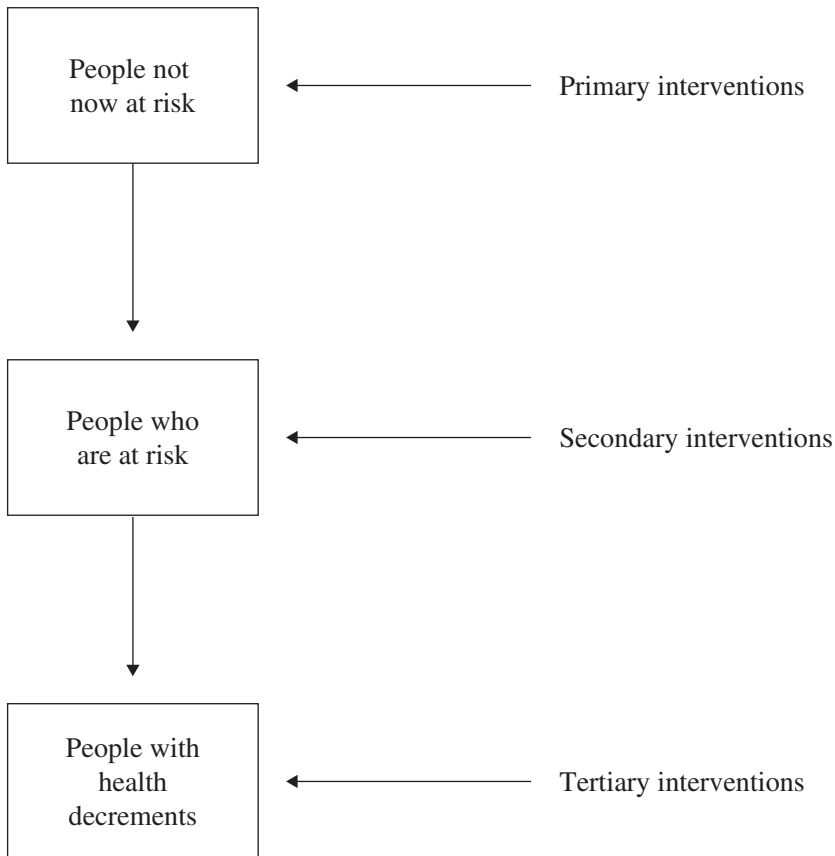 People not
now at risk
Primary interventions
People who
are at risk
Secondary interventions
People with
health
decrements
Tertiary interventions